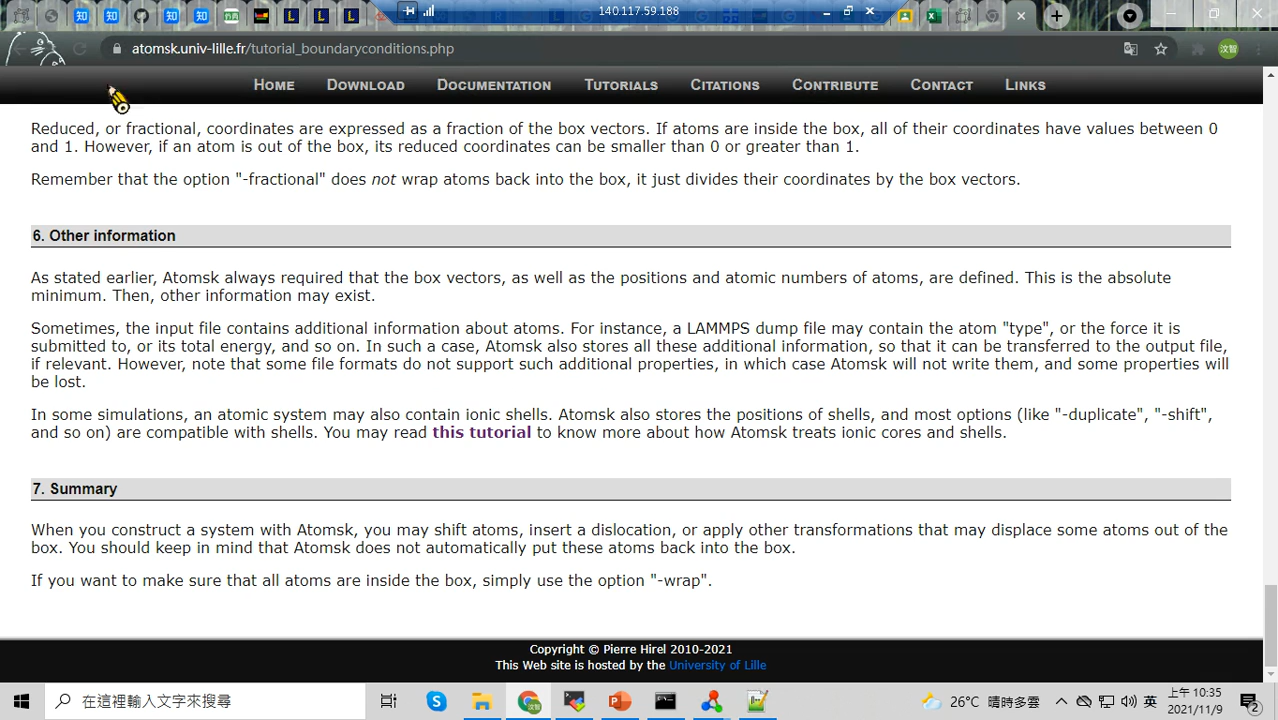 140.117.59.188
atomsk.univ-lille.fr/tutorial_boundaryconditions.php
HOME DOWNLOAD DOCUMENTATION TUTORIALS CITATIONS CONTRIBUTE CONTACT LINKS
Reduced, or fractional, coordinates are expressed as a fraction of the box vectors. If atoms are inside the box, all of their coordinates have values between 0
and 1. However, if an atom is out of the box, its reduced coordinates can be smaller than 0 or greater than 1.
Remember that the option "-fractional" does not wrap atoms back into the box, it just divides their coordinates by the box vectors.
6. Other information
As stated earlier, Atomsk always required that the box vectors, as well as the positions and atomic numbers of atoms, are defined. This is the absolute
minimum. Then, other information may exist.
Sometimes, the input file contains additional information about atoms. For instance, a LAMMPS dump file may contain the atom "type", or the force it is
submitted to, or its total energy, and so on. In such a case, Atomsk also stores all these additional information, so that it can be transferred to the output file,
if relevant. However, note that some file formats do not support such additional properties, in which case Atomsk will not write them, and some properties will
be lost.
In some simulations, an atomic system may also contain ionic shells. Atomsk also stores the positions of shells, and most options (like "-duplicate", "-shift",
and so on) are compatible with shells. You may read this tutorial to know more about how Atomsk treats ionic cores and shells.
7. Summary
When you construct a system with Atomsk, you may shift atoms, insert a dislocation, or apply other transformations that may displace some atoms out of the
box. You should keep in mind that Atomsk does not automatically put these atoms back into the box.
If you want to make sure that all atoms are inside the box, simply use the option "-wrap".
Copyright © Pierre Hirel 2010-2021
This Web site is hosted by the University of Lille
在這裡輸入文字來搜尋
26°C 晴時多雲
英
上午 10:35
2021/11/9
2